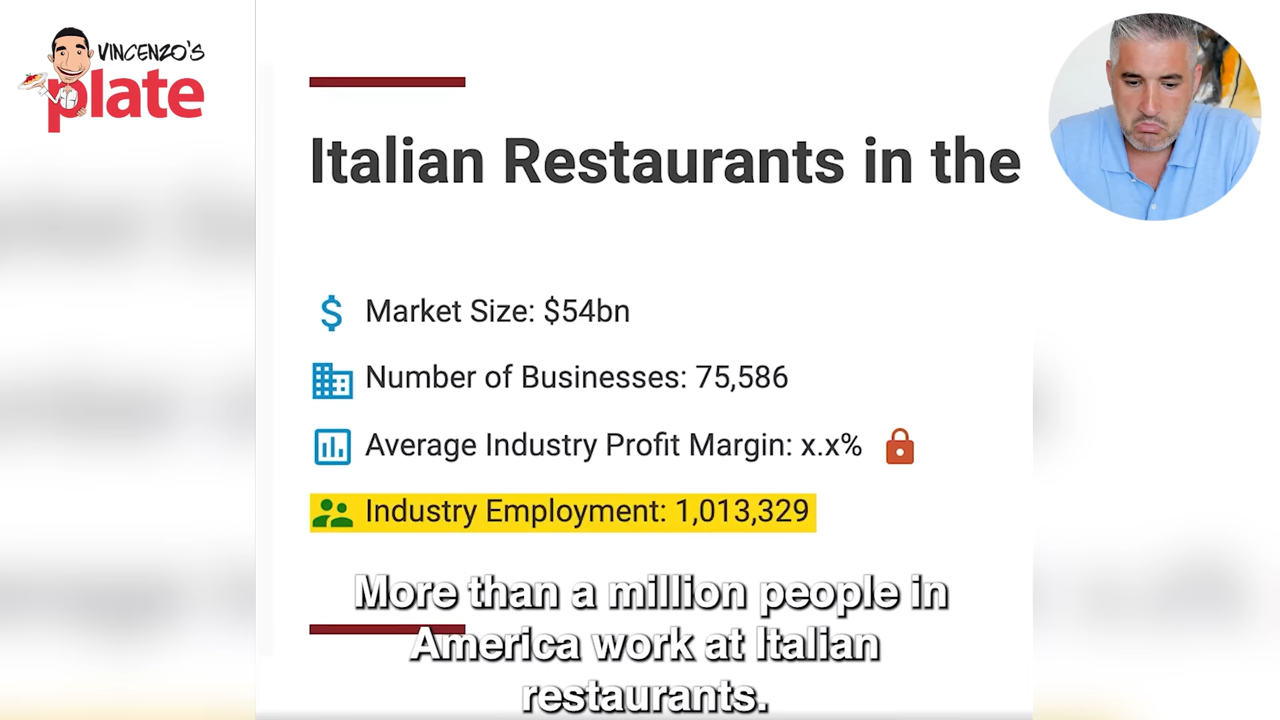 VINCENZO'S
plate
Italian Restaurants in the
Market Size: $54bn
Number of Businesses: 75,586
Average Industry Profit Margin: x.x%
Industry Employment: 1,013,329
More than a million people in
America work at Italian
restaurants.